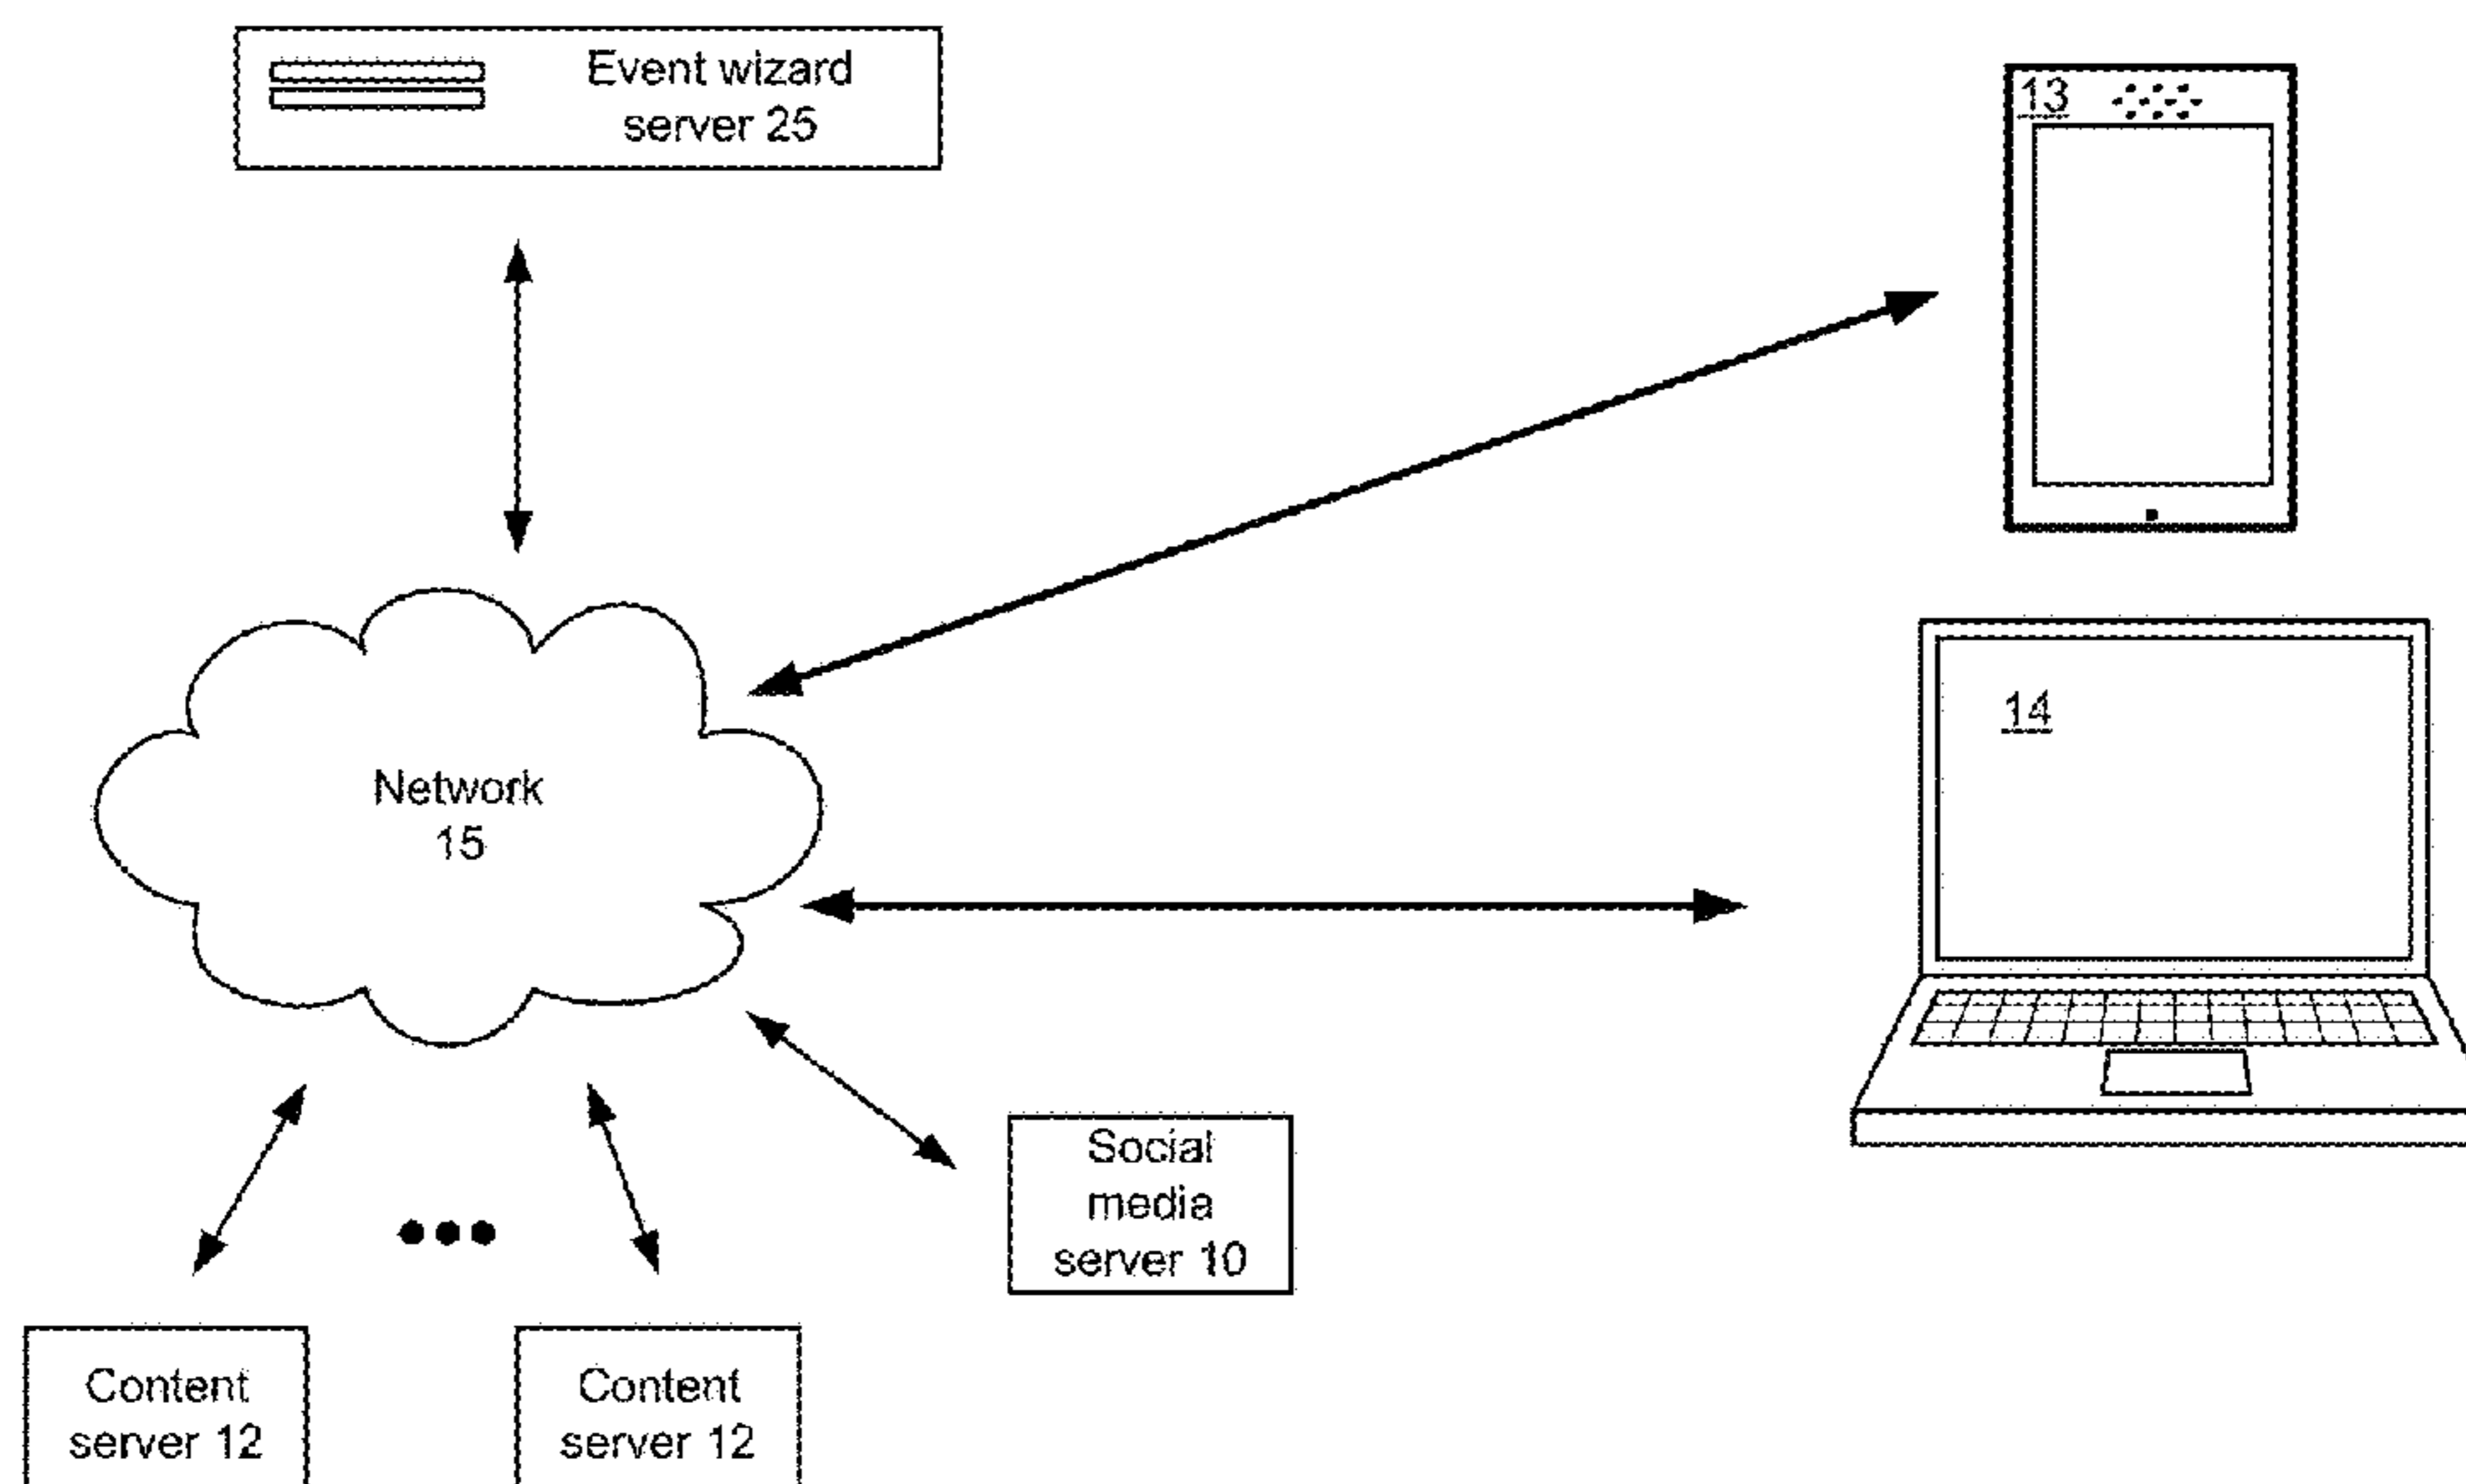 Event wizard
server 25
13
14
Network
15
Social
media
server 10
Content
server 12
Content
server 12